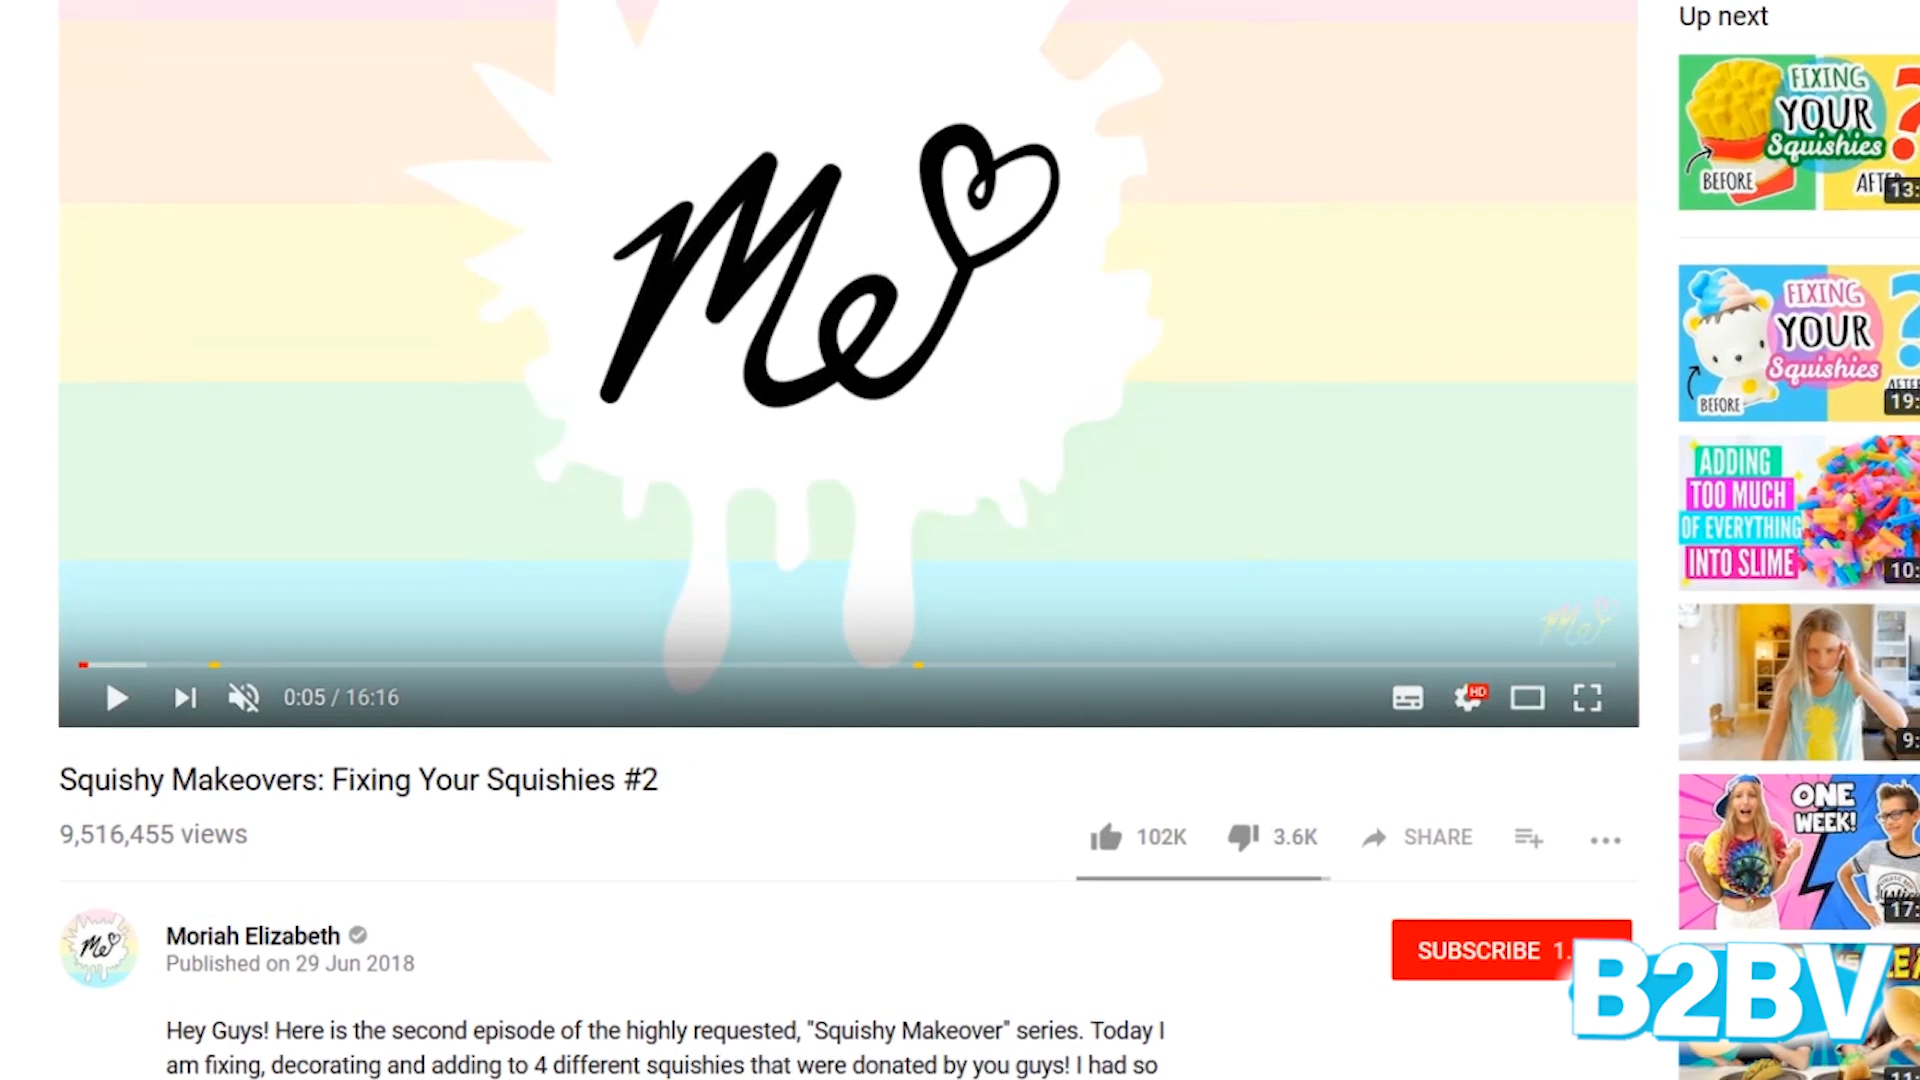 Up next
FIXING
YOUR
Squishies
BEFORE
13:
FIXING
YOUR
Squishies
BEFORE
19:
ADDING
TOO MUCH
OF EVERYTHING
INTO SLIME
10:
9:
ONE
WEEK!
17:
Me
Me
0:05 / 16:16
HD
Squishy Makeovers: Fixing Your Squishies #2
9,516,455 views
102K
3.6K
SHARE
Me
Moriah Elizabeth
Published on 29 Jun 2018
SUBSCRIBE 1.
B2BV
Hey Guys! Here is the second episode of the highly requested, "Squishy Makeover" series. Today I
am fixing, decorating and adding to 4 different squishies that were donated by you guys! I had so